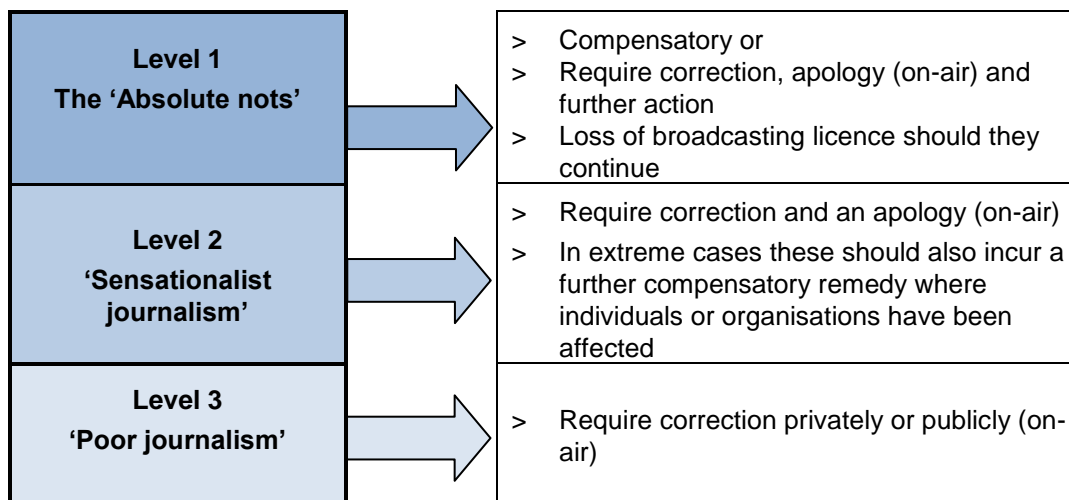 Level 1
The ‘Absolute nots’
> Compensatory or
> Require correction, apology (on-air) and
further action
> Loss of broadcasting licence should they
continue
Level 2
‘Sensationalist
journalism’
> Require correction and an apology (on-air)
> In extreme cases these should also incur a
further compensatory remedy where
individuals or organisations have been
affected
Level 3
‘Poor journalism’
> Require correction privately or publicly (on-
air)